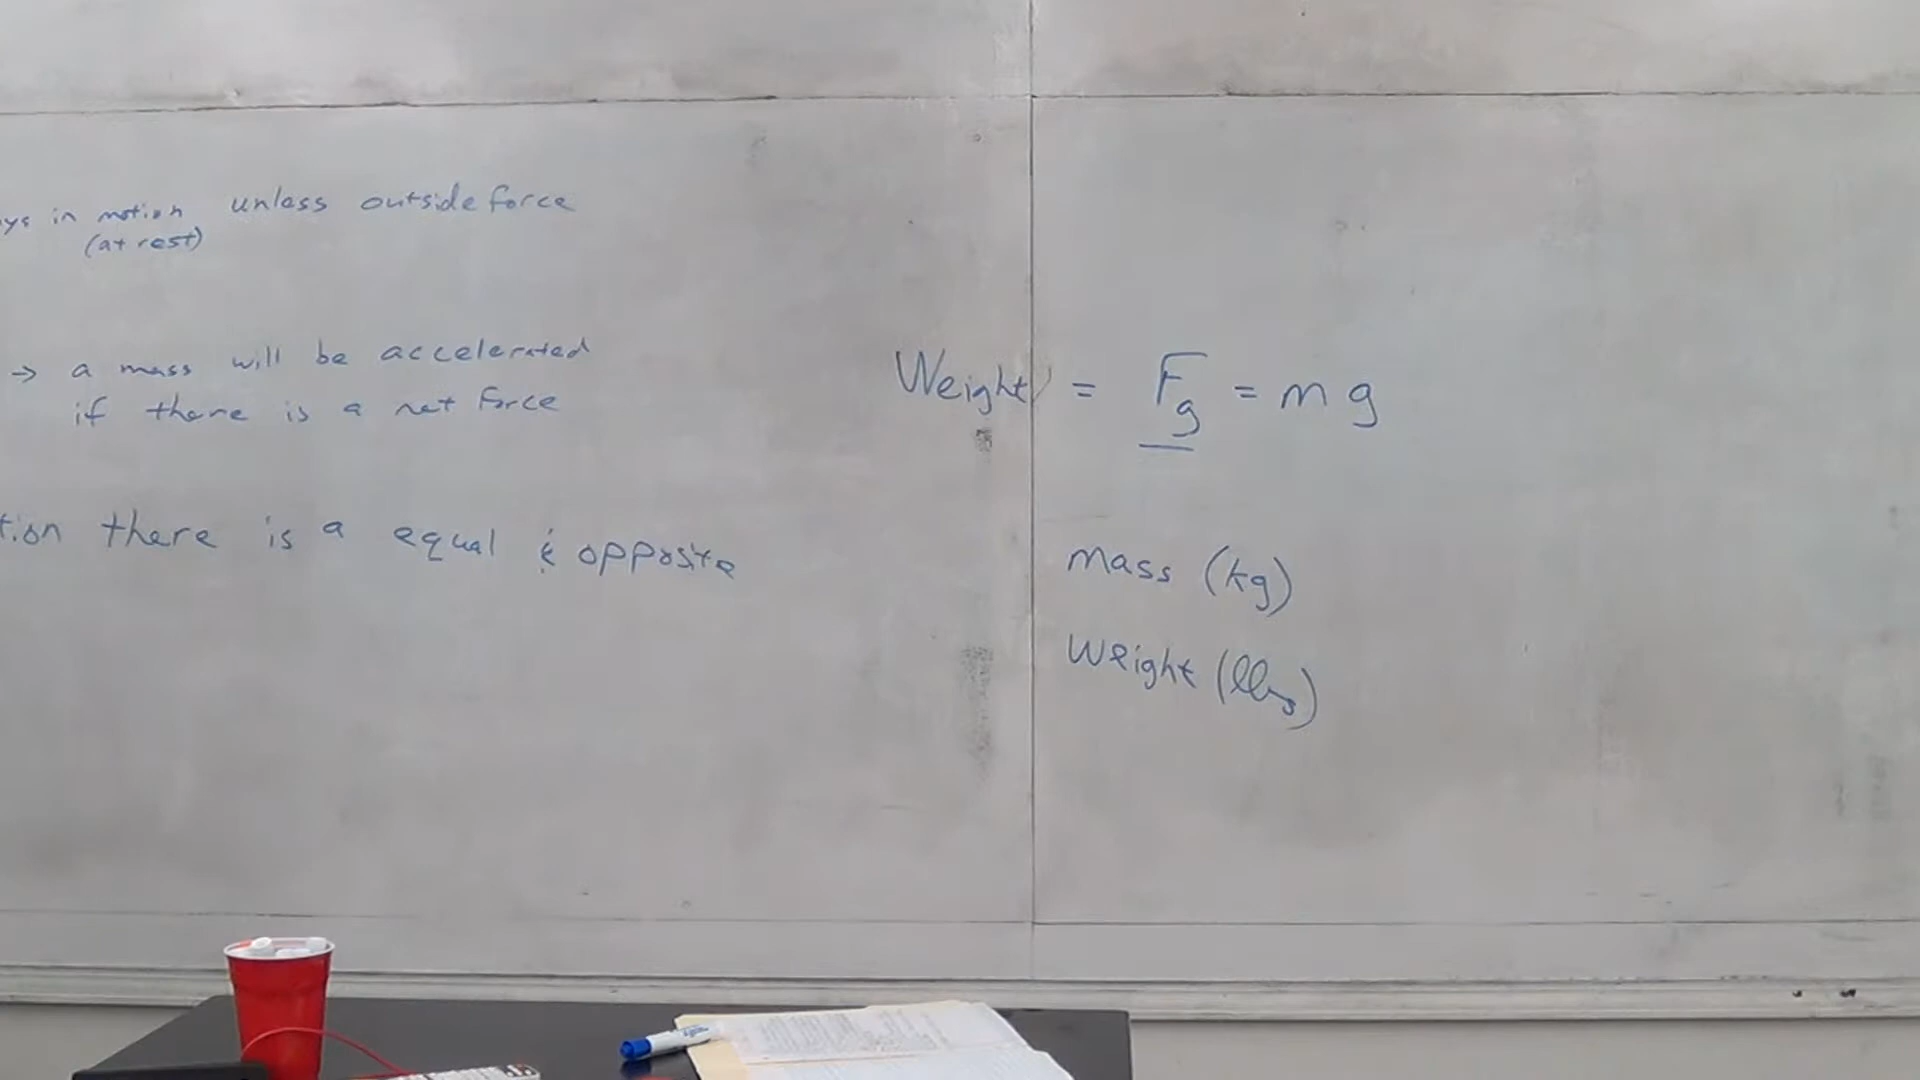 in motion unless outside force
(at rest)
→ a mass will be accelerated
if there is a net force
tion there is a equal & opposite
Weight = Fg = mg
mass (kg)
weight (lbs)